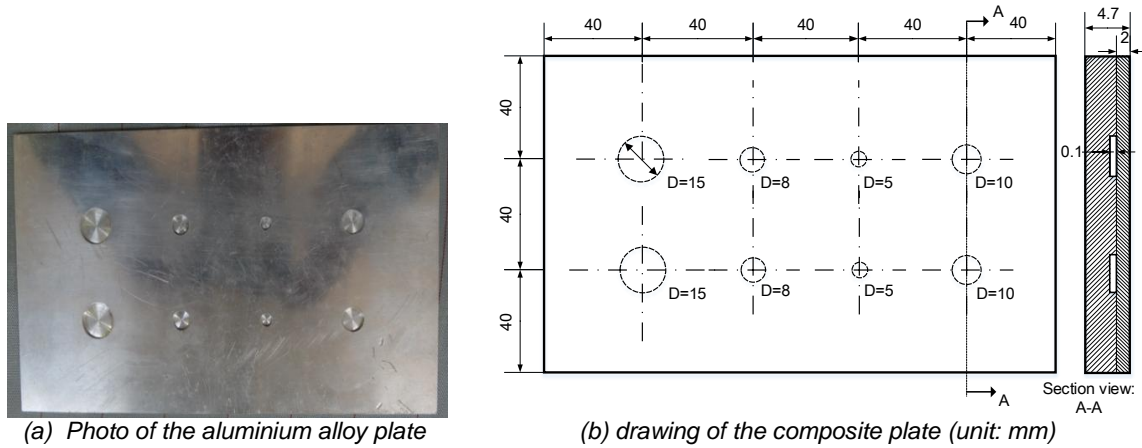 A
4.7
40 40 40 40 40
2
40
0.1
D=15 D=8 D=5 D=10
40
D=15 D=8 D=5 D=10
40
A
Section view:
A-A
(a) Photo of the aluminium alloy plate
(b) drawing of the composite plate (unit: mm)